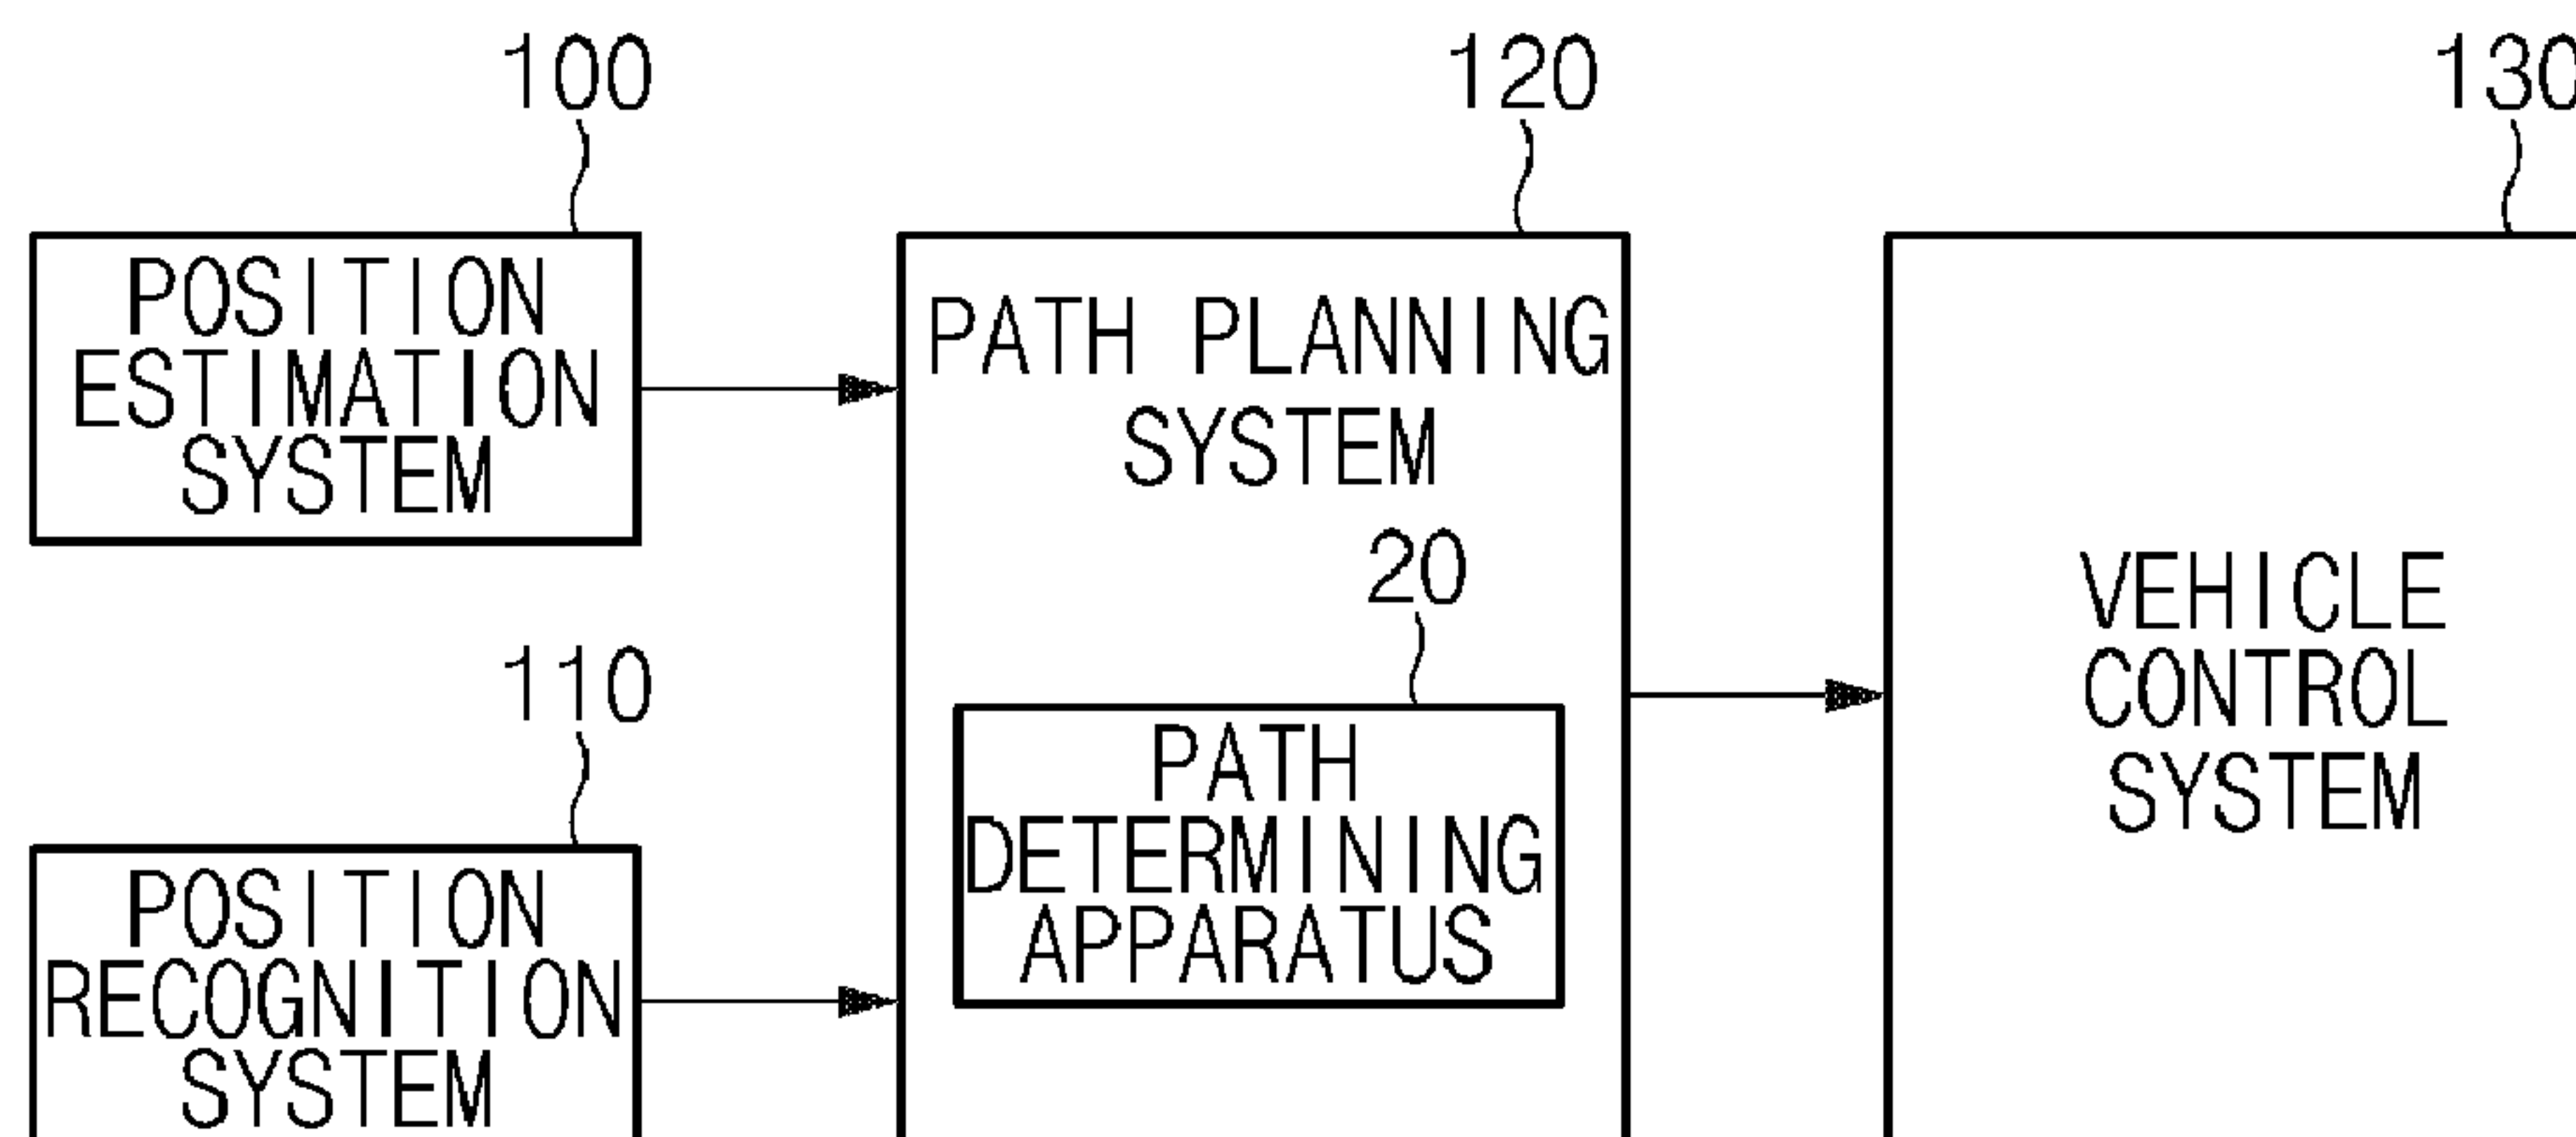 100
POSITION
ESTIMATION
SYSTEM
110
POSITION
RECOGNITION
SYSTEM
120
PATH PLANNING
SYSTEM
20
PATH
DETERMINING
APPARATUS
130
VEHICLE
CONTROL
SYSTEM